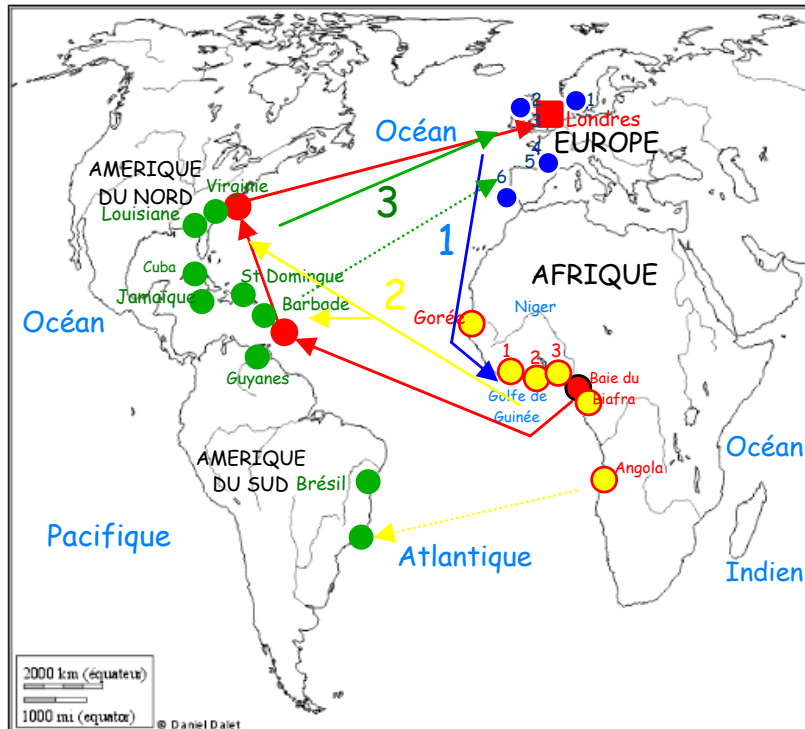 2
1
Océan
3
Londres
EUROPE
4
5
AMÉRIQUE
DU NORD
Virginie
6
Louisiane
3
1
Cuba
St Domingue
AFRIQUE
Jamaïque
Barbade
2
Océan
Gorée
Niger
1
2
3
Guyanes
Baie du
Biafra
Golfe de
Guinée
AMERIQUE
DU SUD
Brésil
Angola
Océan
Pacifique
Atlantique
Indien
2000 km (équateur)
1000 mi (equator)
© Daniel Dalet